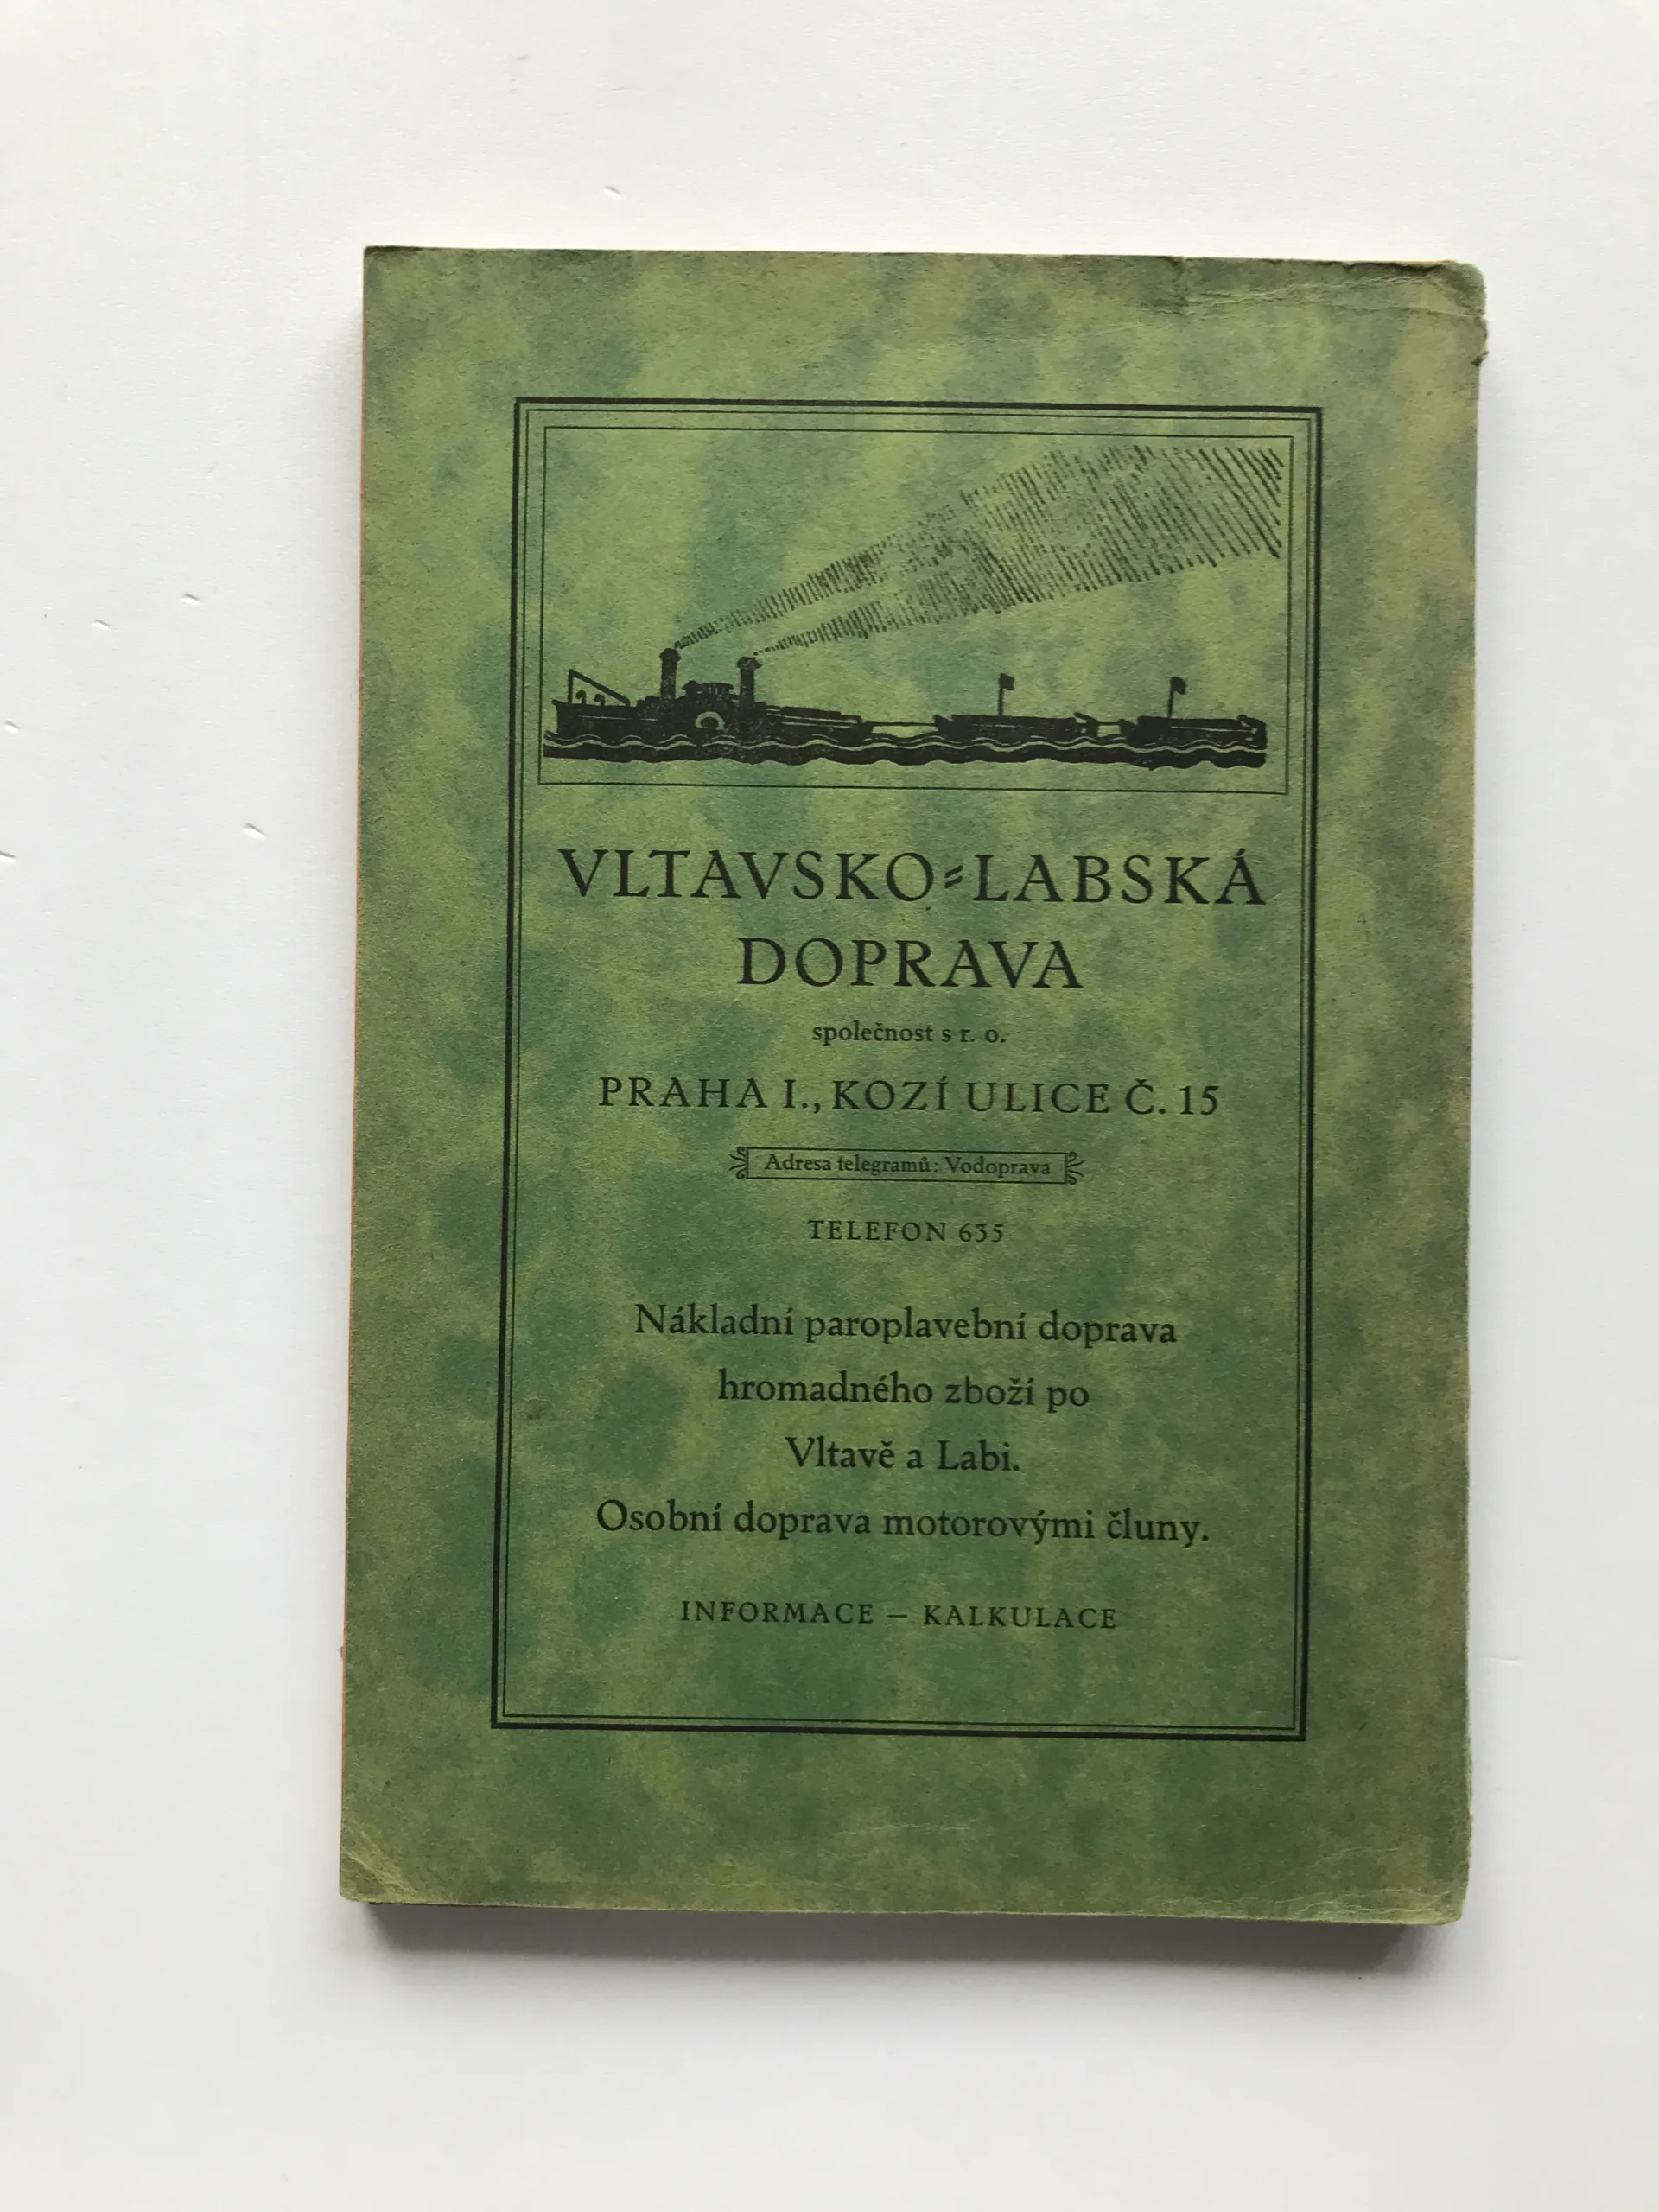 VLTAVSKO=LABSKÁ
DOPRAVA
společnost s r. o.
PRAHA I., KOZÍ ULICE Č. 15
Adresa telegramů: Vodoprava
TELEFON 635
Nákladní paroplavební doprava
hromadného zboží po
Vltavě a Labi.
Osobní doprava motorovými čluny.
INFORMACE – KALKULACE